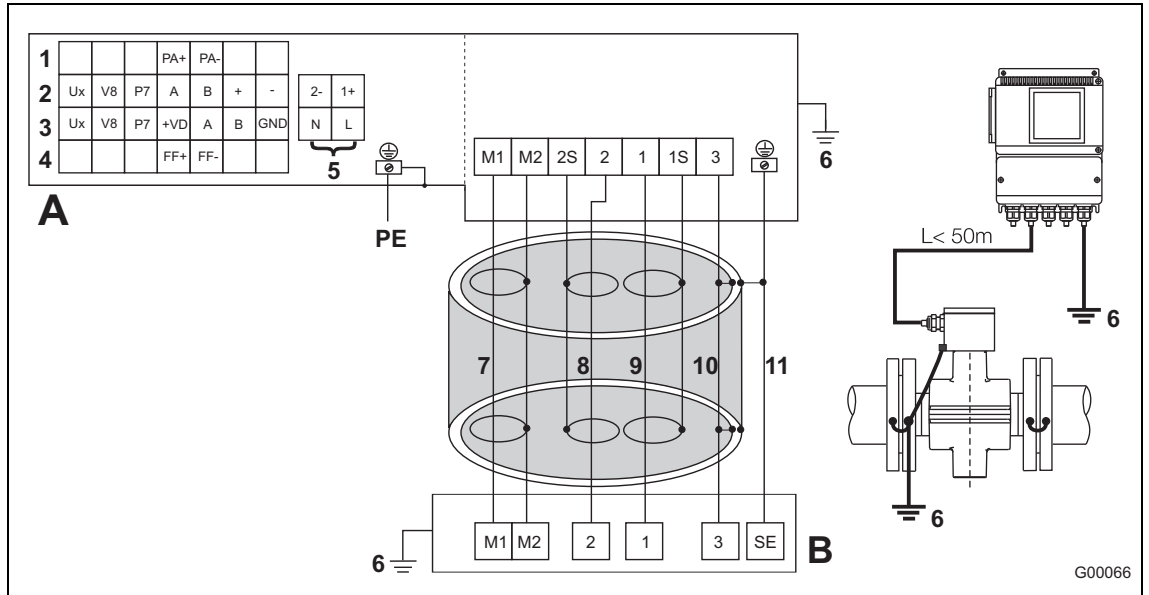 1 PA+ PA-
2 Ux V8 P7 A B + - 2- 1+
3 Ux V8 P7 +VD A B GND N L
4 FF+ FF-
5
A
PE
M1 M2 2S 2 1 1S 3
6
L< 50m
6
7 8 9 10 11
6
M1 M2 2 1 3 SE
B
6
G00066